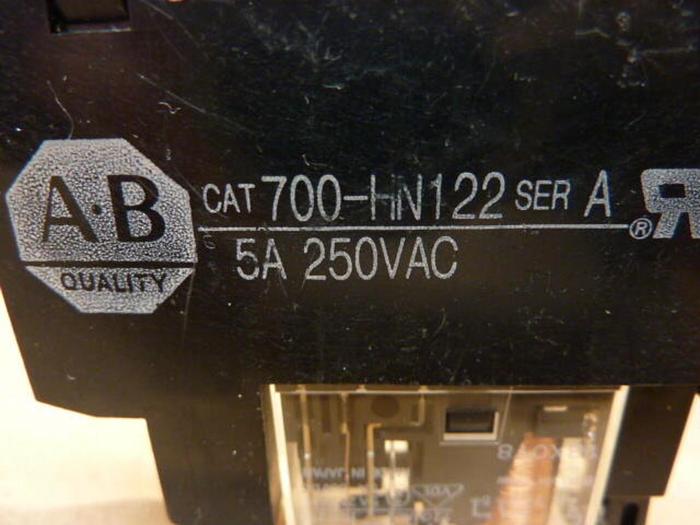 A·B
QUALITY
CAT 700-HN122 SER A
5A 250VAC
®